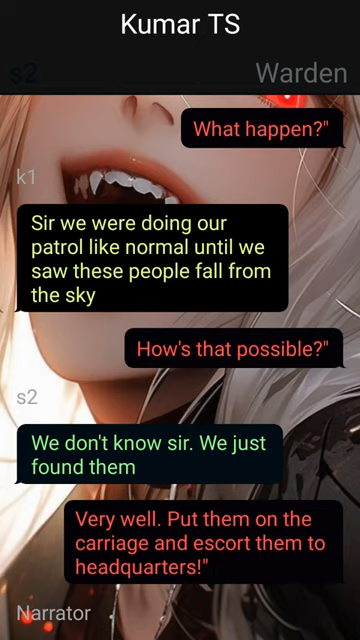 Kumar TS
s2
Warden
What happen?"
k1
Sir we were doing our
patrol like normal until we
saw these people fall from
the sky
How's that possible?"
s2
We don't know sir. We just
found them
Very well. Put them on the
carriage and escort them to
headquarters!"
Narrator